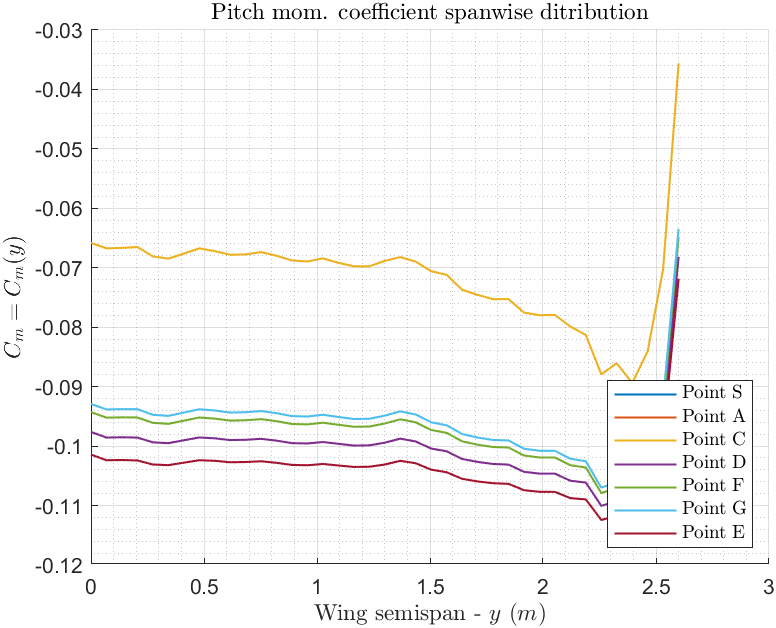 Pitch mom. coefficient spanwise ditribution
-0.03
-0.04
-0.05
-0.06
-0.07
-0.08
-0.09
-0.1
-0.11
-0.12
C_m = C_m(y)
Point S
Point A
Point C
Point D
Point F
Point G
Point E
0 0.5 1 1.5 2 2.5 3
Wing semispan - y (m)